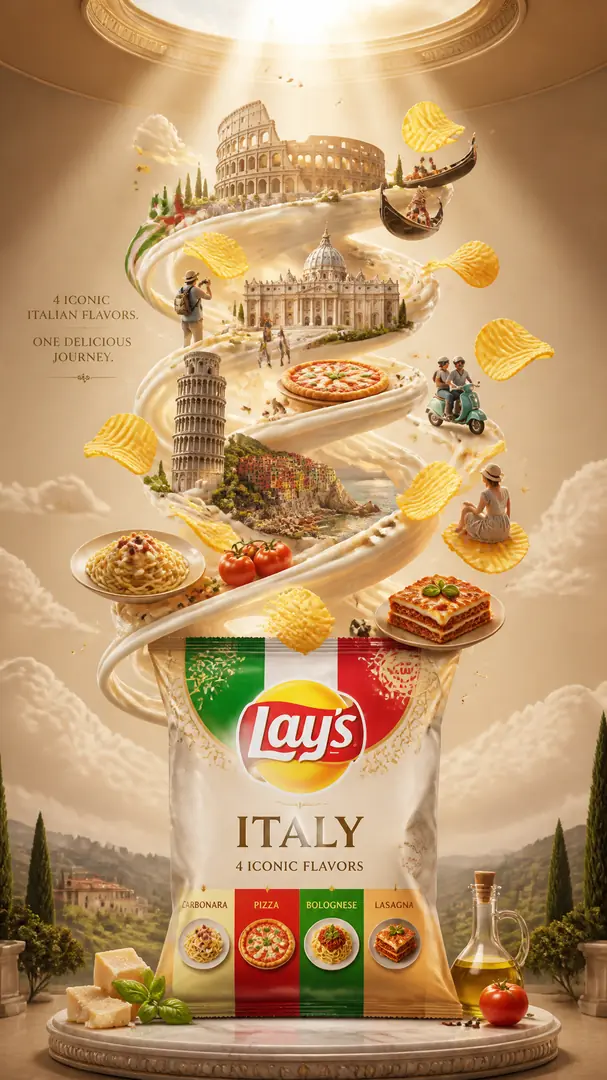 4 ICONIC
ITALIAN FLAVORS.
ONE DELICIOUS
JOURNEY.
Lay's
ITALY
4 ICONIC FLAVORS
CARBONARA PIZZA BOLOGNESE LASAGNA